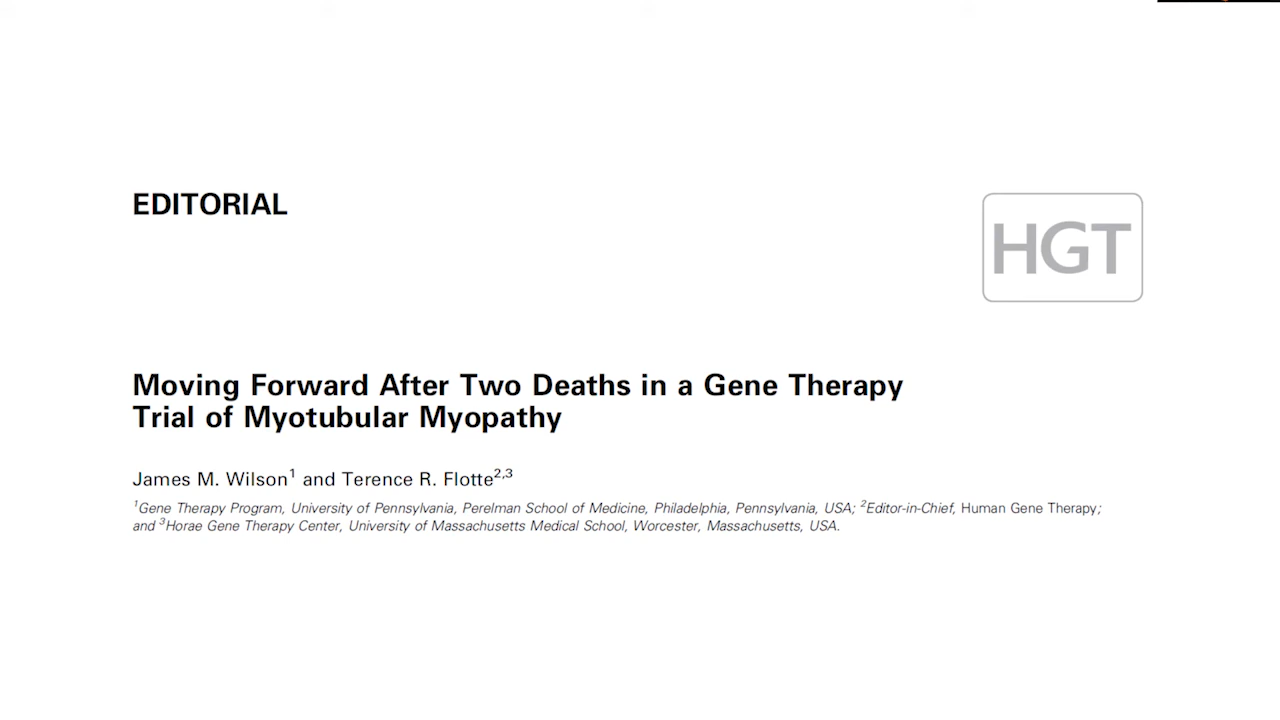 EDITORIAL
HGT
Moving Forward After Two Deaths in a Gene Therapy
Trial of Myotubular Myopathy
James M. Wilson1 and Terence R. Flotte2,3
1Gene Therapy Program, University of Pennsylvania, Perelman School of Medicine, Philadelphia, Pennsylvania, USA; 2Editor-in-Chief, Human Gene Therapy;
and 3Horae Gene Therapy Center, University of Massachusetts Medical School, Worcester, Massachusetts, USA.